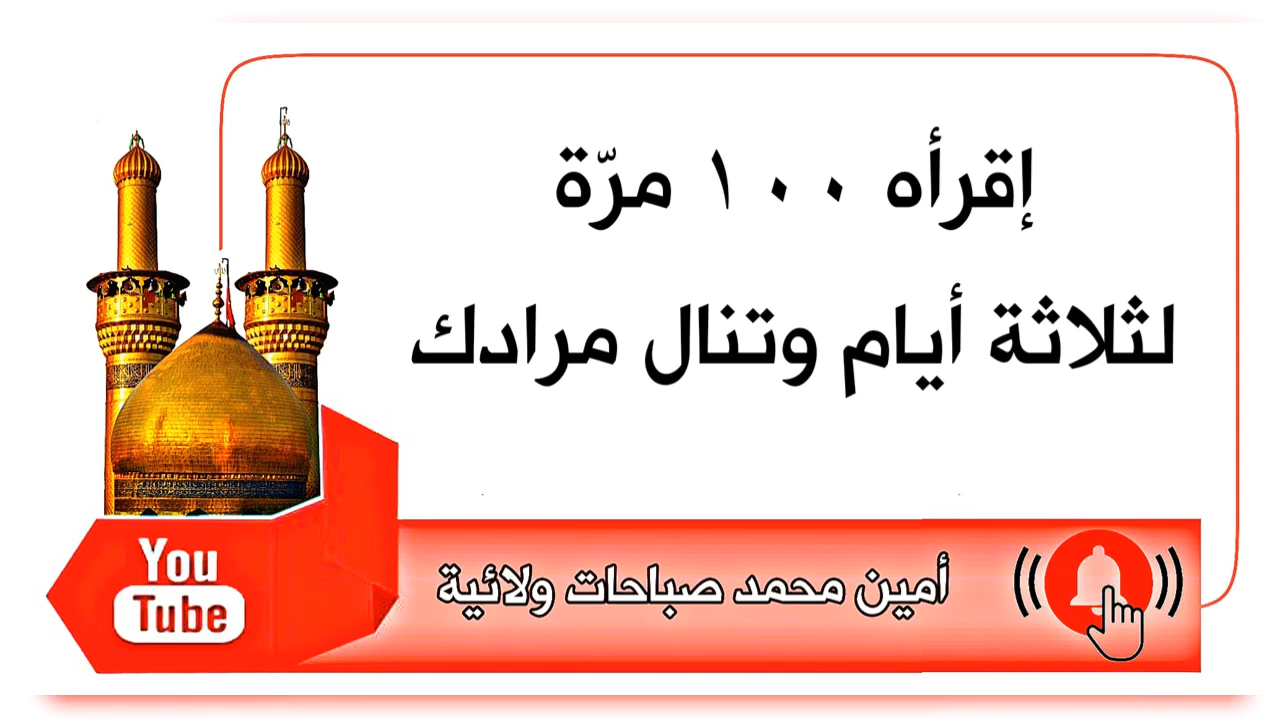 إقرأه ١٠٠ مرّة
لثلاثة أيام وتنال مرادك
You
Tube
أمين محمد صباحات ولائية